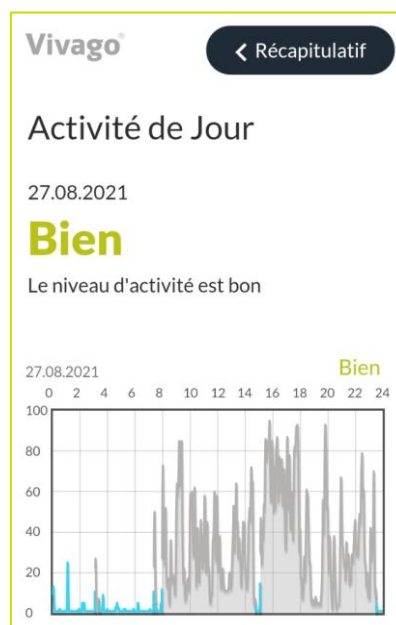 Vivago®
Récapitulatif
Activité de Jour
27.08.2021
Bien
Le niveau d'activité est bon
27.08.2021 Bien
0 2 4 6 8 10 12 14 16 18 20 22 24
100
80
60
40
20
0